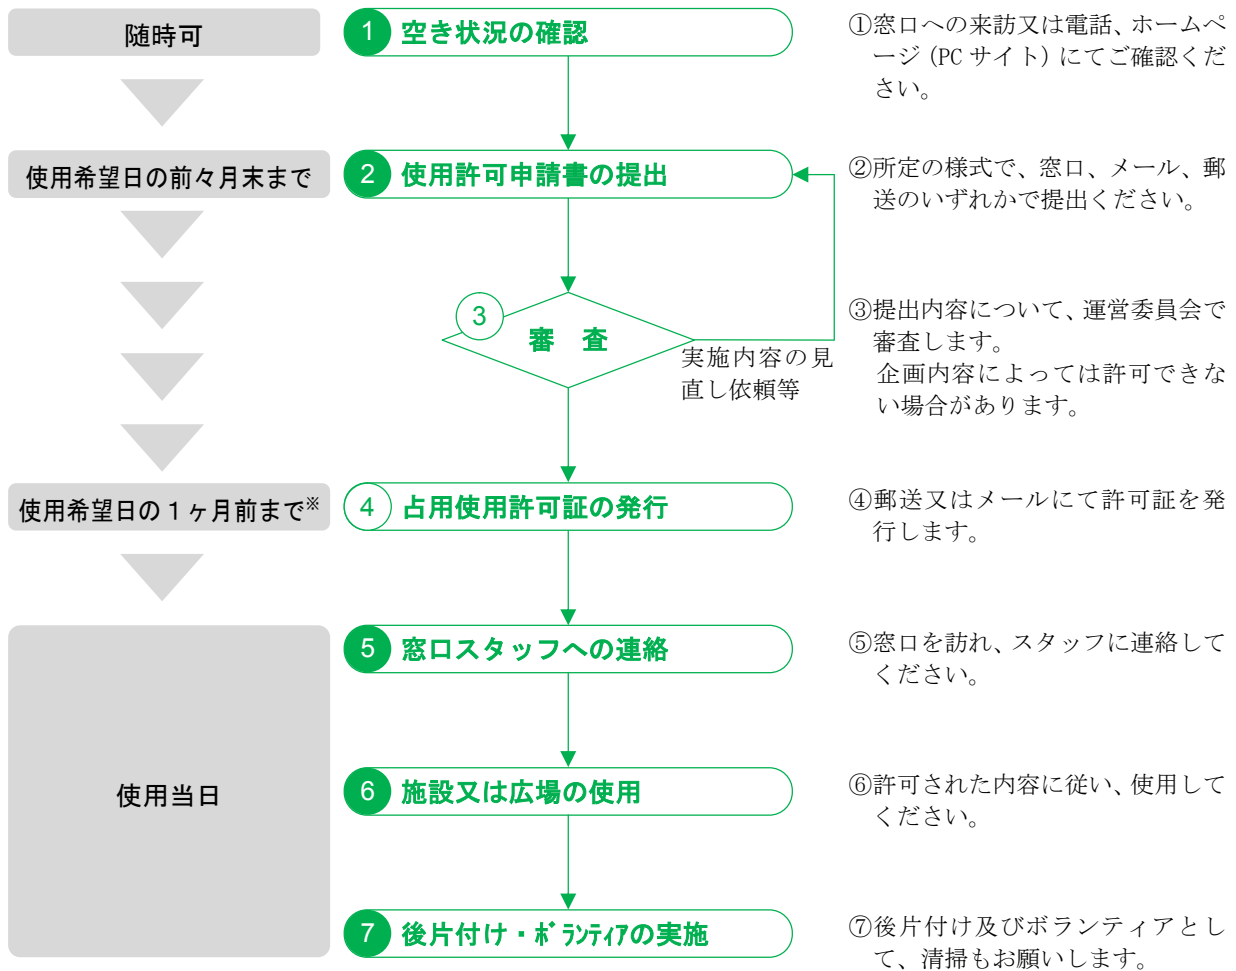 随時可
1 空き状況の確認
①窓口への来訪又は電話、ホームペ
ージ(PC サイト)にてご確認くだ
さい。
使用希望日の前々月末まで
2 使用許可申請書の提出
②所定の様式で、窓口、メール、郵
送のいずれかで提出ください。
3
審 査
実施内容の見
直し依頼等
③提出内容について、運営委員会で
審査します。
企画内容によっては許可できな
い場合があります。
使用希望日の1ヶ月前まで※
4 占用使用許可証の発行
④郵送又はメールにて許可証を発
行します。
使用当日
5 窓口スタッフへの連絡
⑤窓口を訪れ、スタッフに連絡して
ください。
6 施設又は広場の使用
⑥許可された内容に従い、使用して
ください。
7 後片付け・ボランティアの実施
⑦後片付け及びボランティアとし
て、清掃もお願いします。